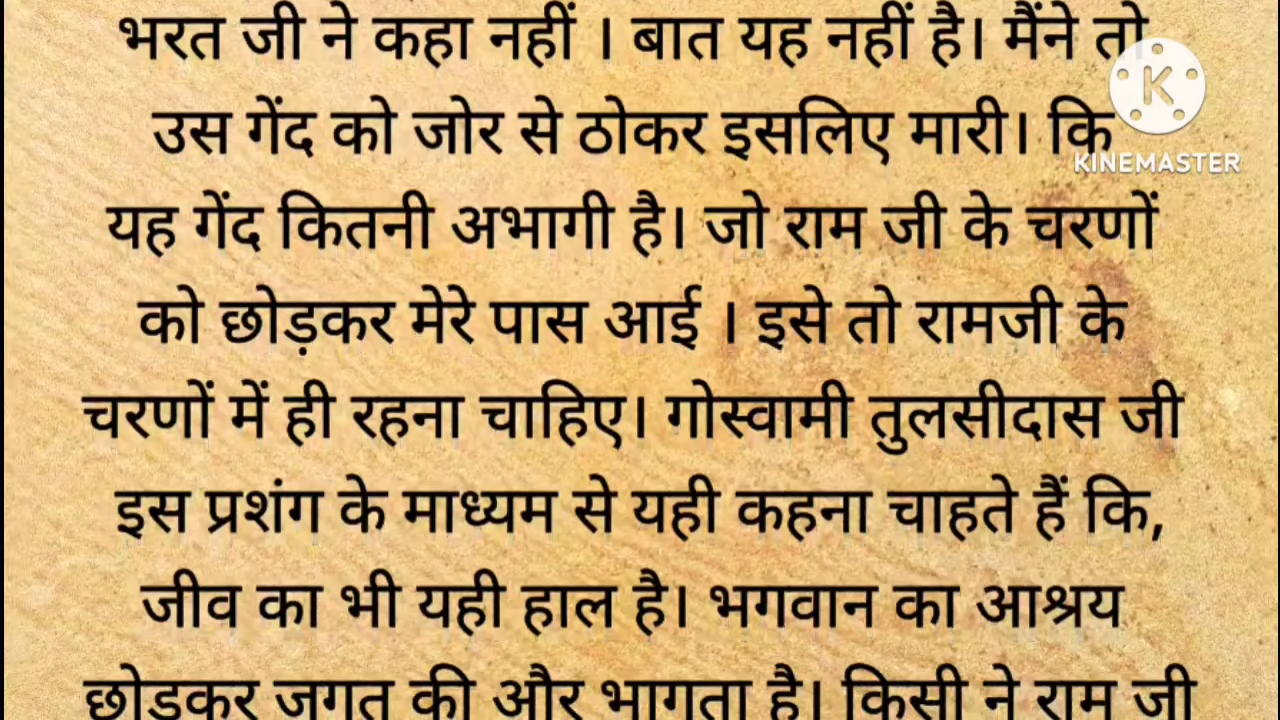 भरत जी ने कहा नहीं । बात यह नहीं है। मैंने तो
उस गेंद को जोर से ठोकर इसलिए मारी। कि
KINEMASTER
यह गेंद कितनी अभागी है। जो राम जी के चरणों
को छोड़कर मेरे पास आई । इसे तो रामजी के
चरणों में ही रहना चाहिए। गोस्वामी तुलसीदास जी
इस प्रशंग के माध्यम से यही कहना चाहते हैं कि,
जीव का भी यही हाल है। भगवान का आश्रय
छोड़कर जगत की और भागता है। किसी ने राम जी